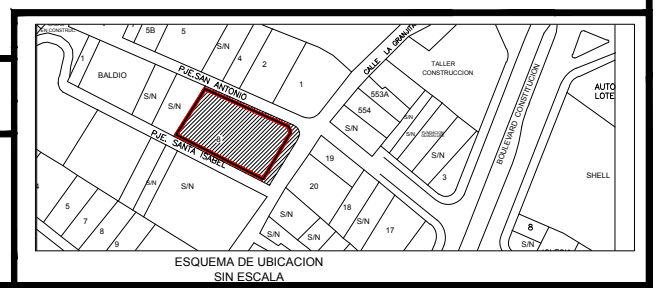 EN CONSTRUC
5B
5
S/N
4
2
1
1
BALDIO
S/N
S/N
PJE.SAN ANTONIO
CALLE LA GRANJITA
TALLER
CONSTRUCCION
553A
554
S/N
S/N
S/N
S/N
3
BOULEVARD CONSTITUCION
AUTO
LOTE
SHELL
8
S/N
PJE. SANTA ISABEL
S/N
S/N
5
7
8
9
19
20
18
S/N
17
S/N
S/N
S/N
ESQUEMA DE UBICACION
SIN ESCALA